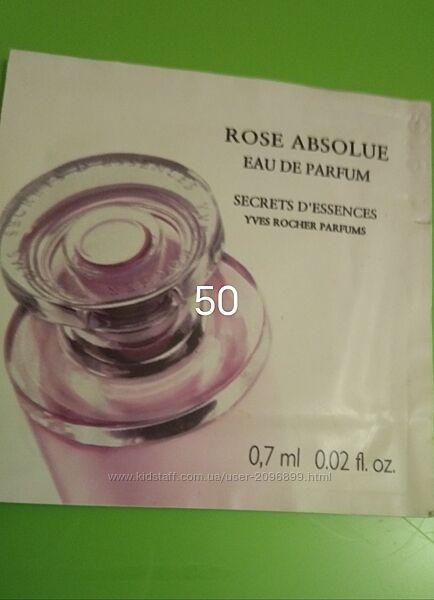 ROSE ABSOLUE
EAU DE PARFUM
SECRETS D'ESSENCES
YVES ROCHER PARFUMS
50
0,7 ml 0.02 fl. oz.
www.kidstaff.com.ua/user-2096899.html